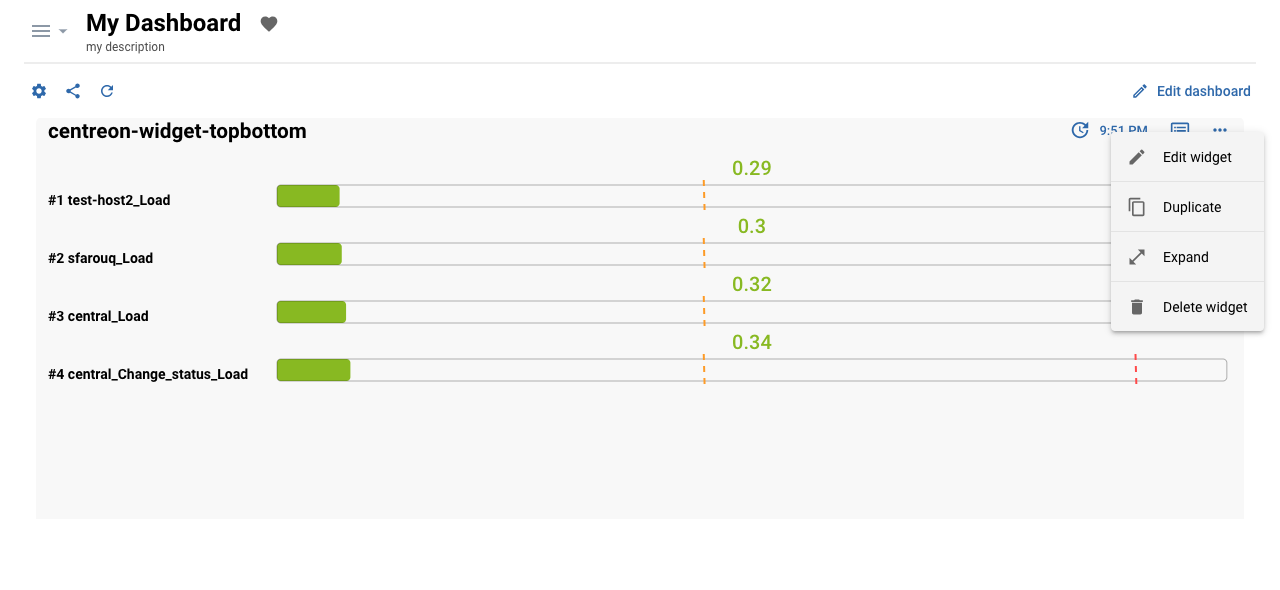 My Dashboard
my description
Edit dashboard
centreon-widget-topbottom
9:51 PM
Edit widget
Duplicate
Expand
Delete widget
0.29
#1 test-host2_Load
0.3
#2 sfarouq_Load
0.32
#3 central_Load
0.34
#4 central_Change_status_Load